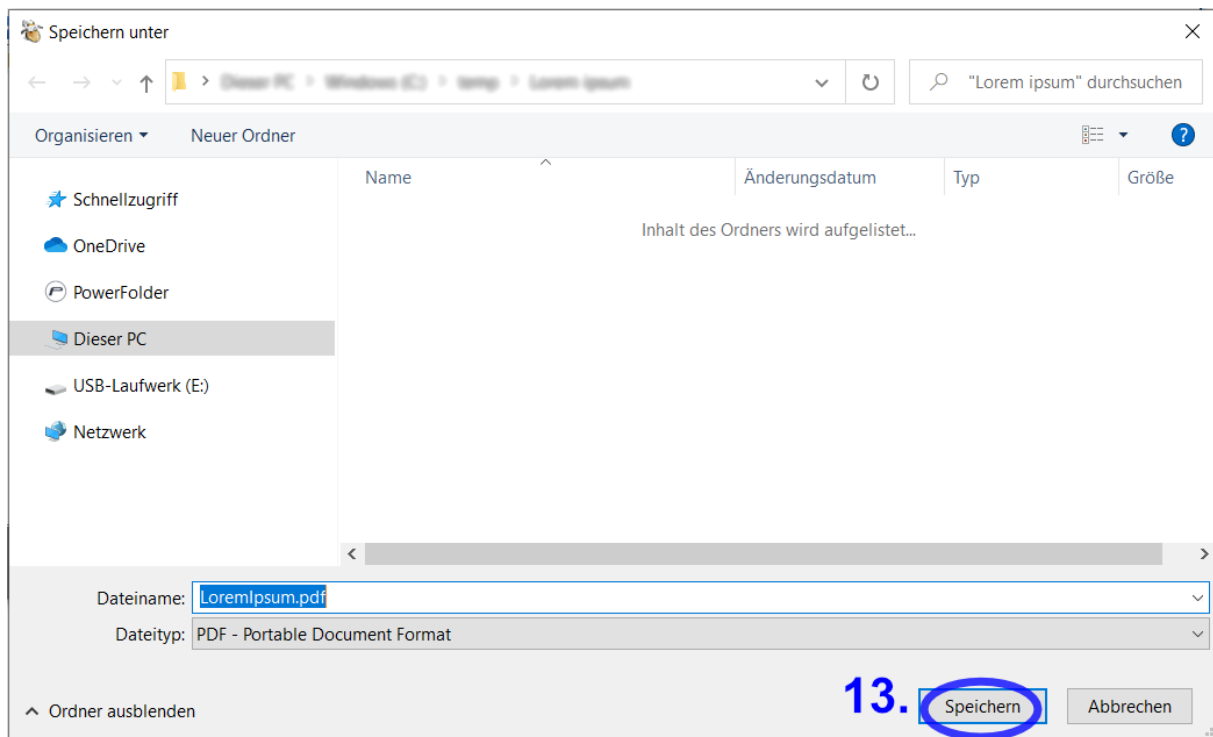 Speichern unter
"Lorem ipsum" durchsuchen
Organisieren Neuer Ordner
Name Änderungsdatum Typ Größe
Schnellzugriff
Inhalt des Ordners wird aufgelistet...
OneDrive
PowerFolder
Dieser PC
USB-Laufwerk (E:)
Netzwerk
Dateiname: LoremIpsum.pdf
Dateityp: PDF - Portable Document Format
Ordner ausblenden 13. Speichern Abbrechen